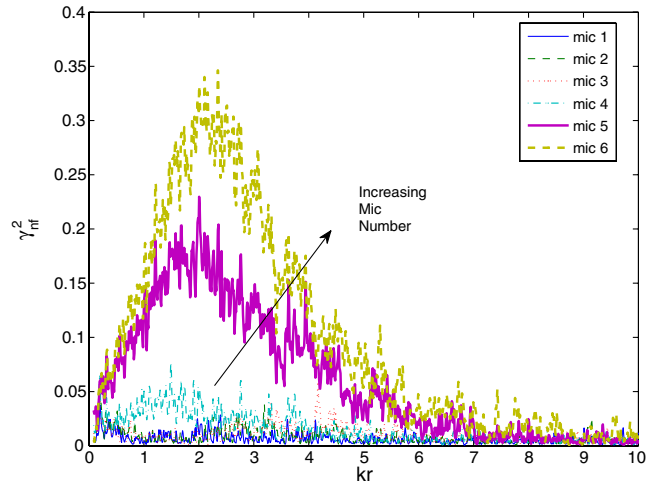 0.4
0.35
0.3
0.25
0.2
0.15
0.1
0.05
0
γ²nf
mic 1
mic 2
mic 3
mic 4
mic 5
mic 6
Increasing
Mic
Number
0 1 2 3 4 5 6 7 8 9 10
kr